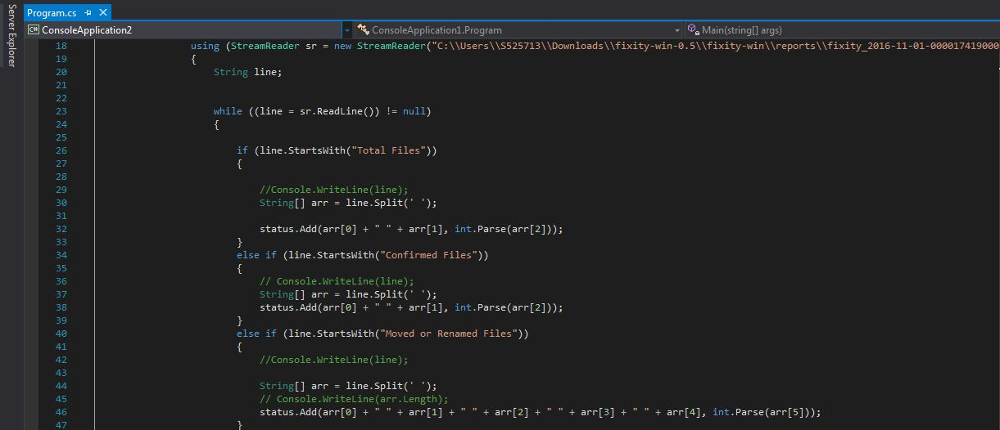 Server Explorer
Program.cs
C# ConsoleApplication2
ConsoleApplication1.Program
Main(string[] args)
18 using (StreamReader sr = new StreamReader("C:\\Users\\S525713\\Downloads\\fixity-win-0.5\\fixity-win\\reports\\fixity_2016-11-01-000017419000
19 {
20 String line;
21
22
23 while ((line = sr.ReadLine()) != null)
24 {
25
26 if (line.StartsWith("Total Files"))
27 {
28
29 //Console.WriteLine(line);
30 String[] arr = line.Split(' ');
31
32 status.Add(arr[0] + " " + arr[1], int.Parse(arr[2]));
33 }
34 else if (line.StartsWith("Confirmed Files"))
35 {
36 // Console.WriteLine(line);
37 String[] arr = line.Split(' ');
38 status.Add(arr[0] + " " + arr[1], int.Parse(arr[2]));
39 }
40 else if (line.StartsWith("Moved or Renamed Files"))
41 {
42 //Console.WriteLine(line);
43
44 String[] arr = line.Split(' ');
45 // Console.WriteLine(arr.Length);
46 status.Add(arr[0] + " " + arr[1] + " " + arr[2] + " " + arr[3] + " " + arr[4], int.Parse(arr[5]));
47 }